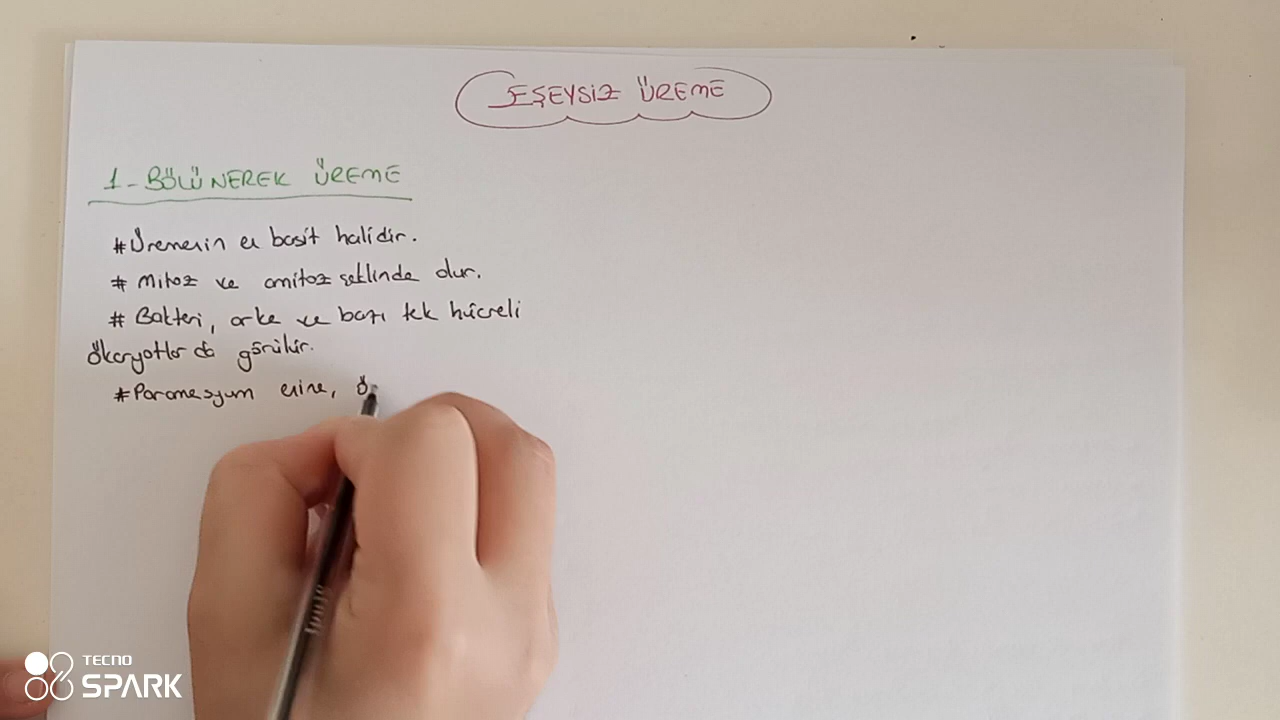 EŞEYSİZ ÜREME
1- BÖLÜNEREK ÜREME
# Üremenin en basit halidir.
# Mitoz ve amitoz şeklinde olur.
# Bakteri, arke ve bazı tek hücreli
ökaryotlarda görülür.
# Paramesyum enine, ö
TECNO
SPARK